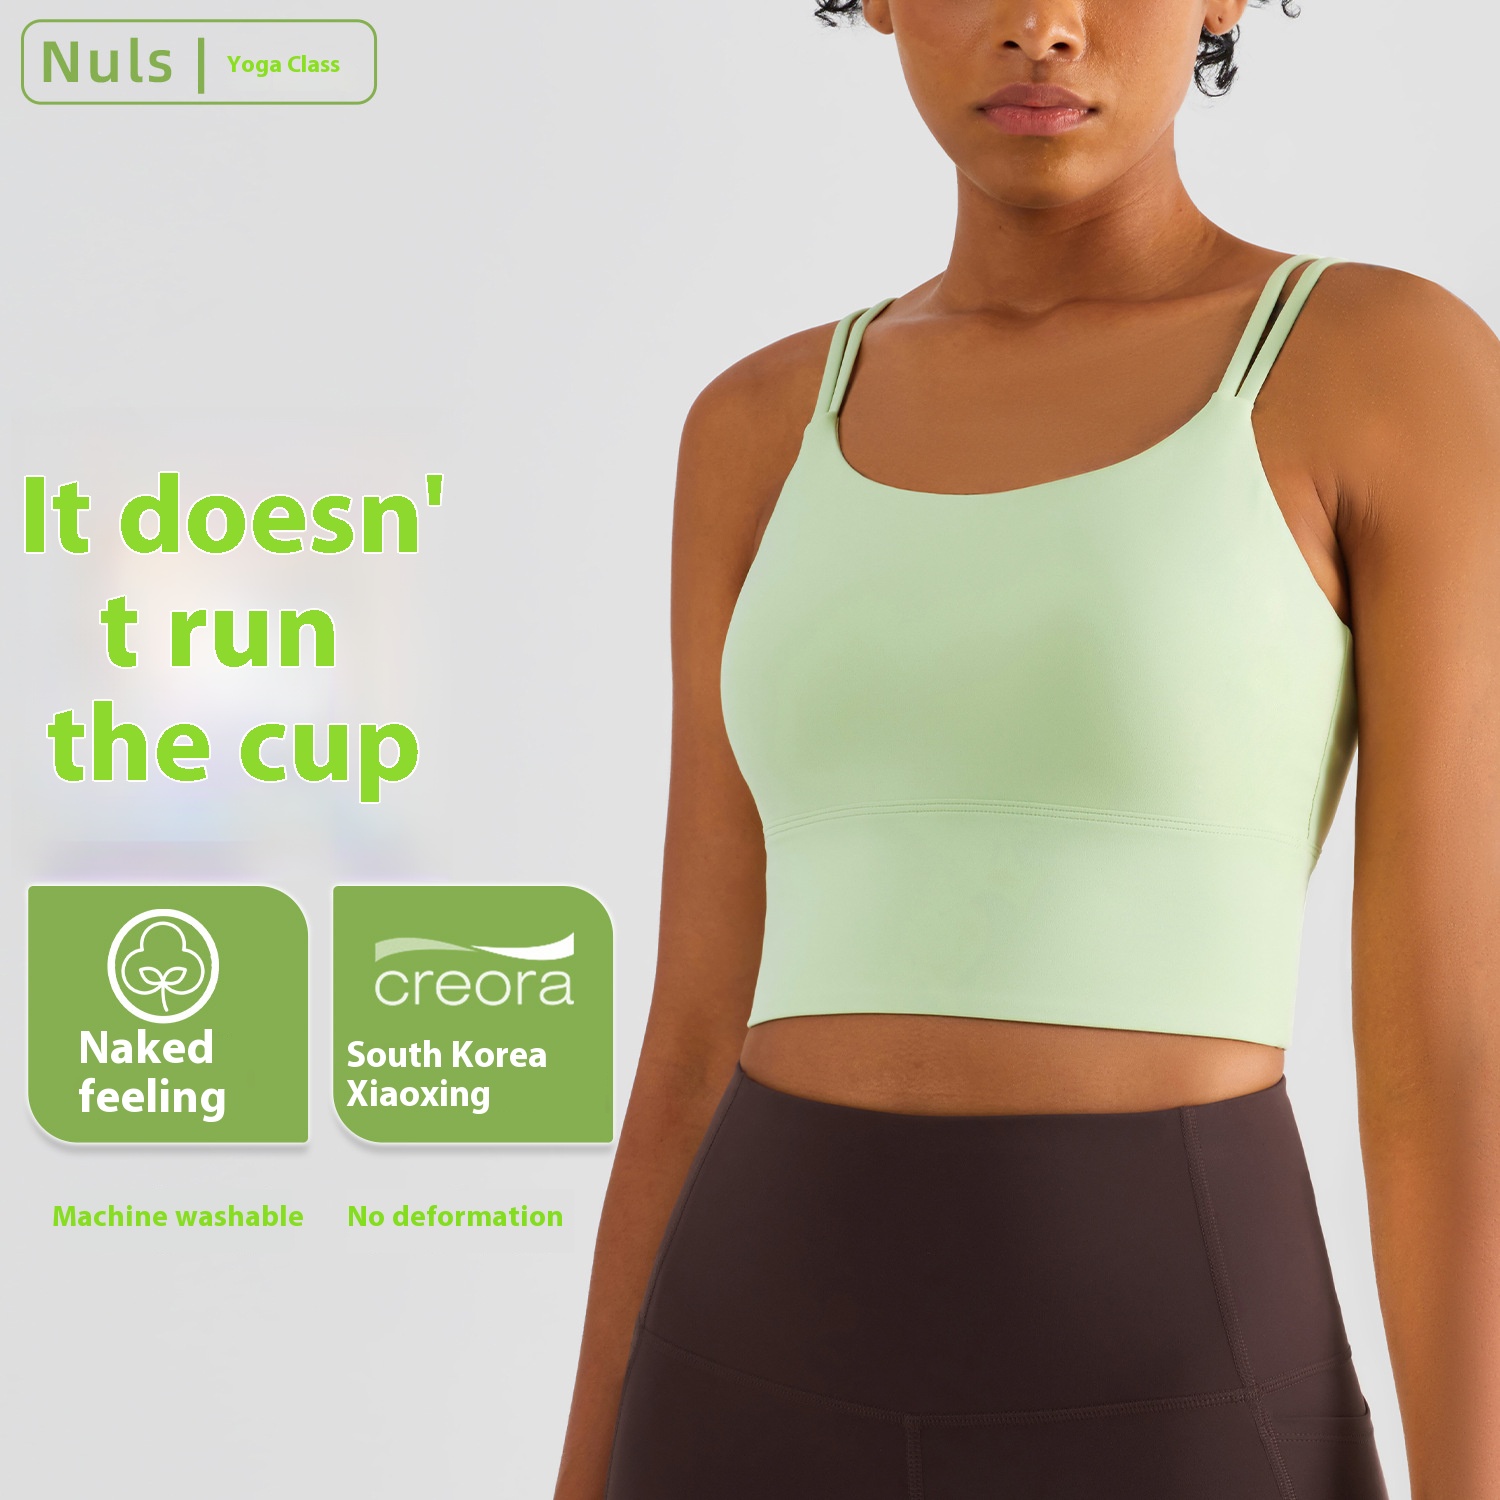 Nuls | Yoga Class
It doesn'
t run
the cup
Naked
feeling
creora
South Korea
Xiaoxing
Machine washable
No deformation